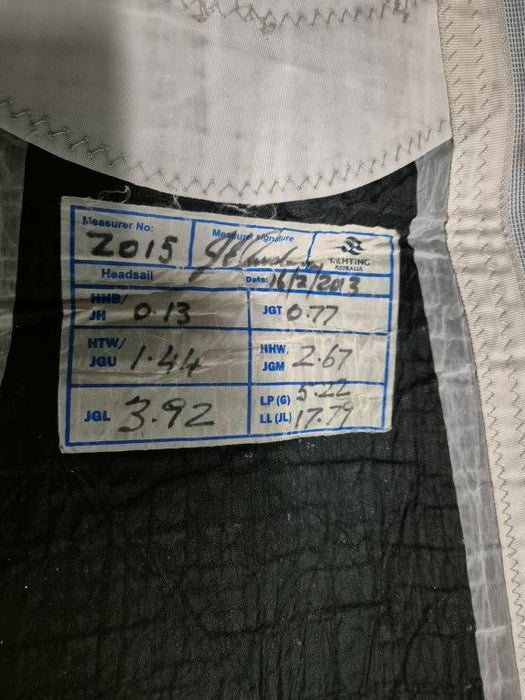 Measurer No:
2015
Measurer signature
YACHTING
AUSTRALIA
Headsail
Date: 16/2/2013
HHB/
JH 0.13
JGT 0.77
HTW/
JGU 1.44
HHW/
JGM 2.67
JGL 3.92
LP (G) 5.22
LL (JL) 17.79